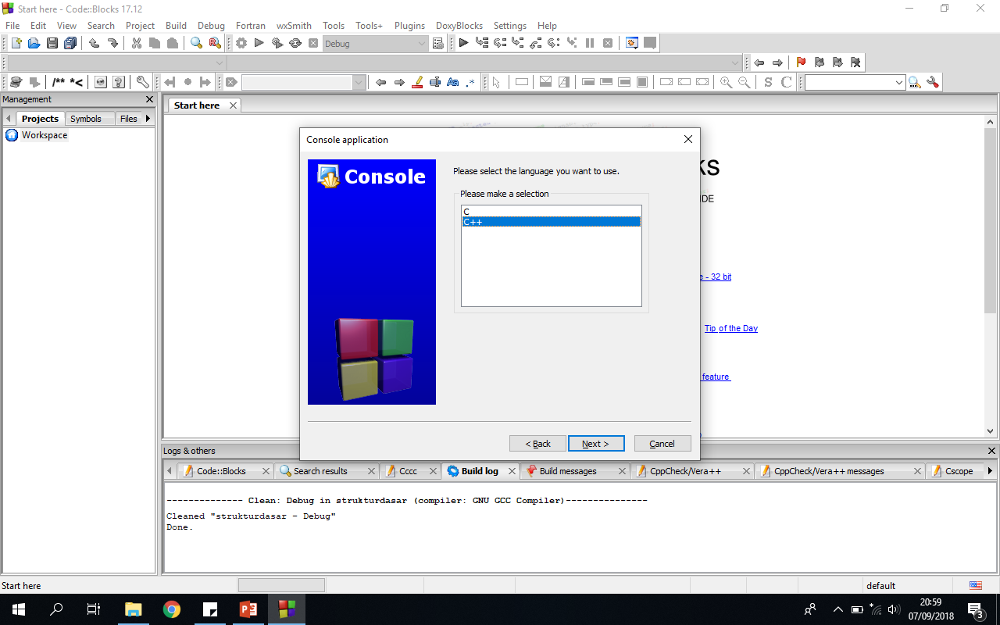 Start here - Code::Blocks 17.12
File Edit View Search Project Build Debug Fortran wxSmith Tools Tools+ Plugins DoxyBlocks Settings Help
Debug
/** *<
Aa .*
S C
Management
Projects Symbols Files
Workspace
Start here
Console application
Console
Please select the language you want to use.
Please make a selection
C
C++
- 32 bit
Tip of the Day
feature
< Back Next > Cancel
Logs & others
Code::Blocks Search results Cccc Build log Build messages CppCheck/Vera++ CppCheck/Vera++ messages Cscope
-------------- Clean: Debug in strukturdasar (compiler: GNU GCC Compiler)---------------
Cleaned "strukturdasar - Debug"
Done.
Start here default
20:59
07/09/2018
3